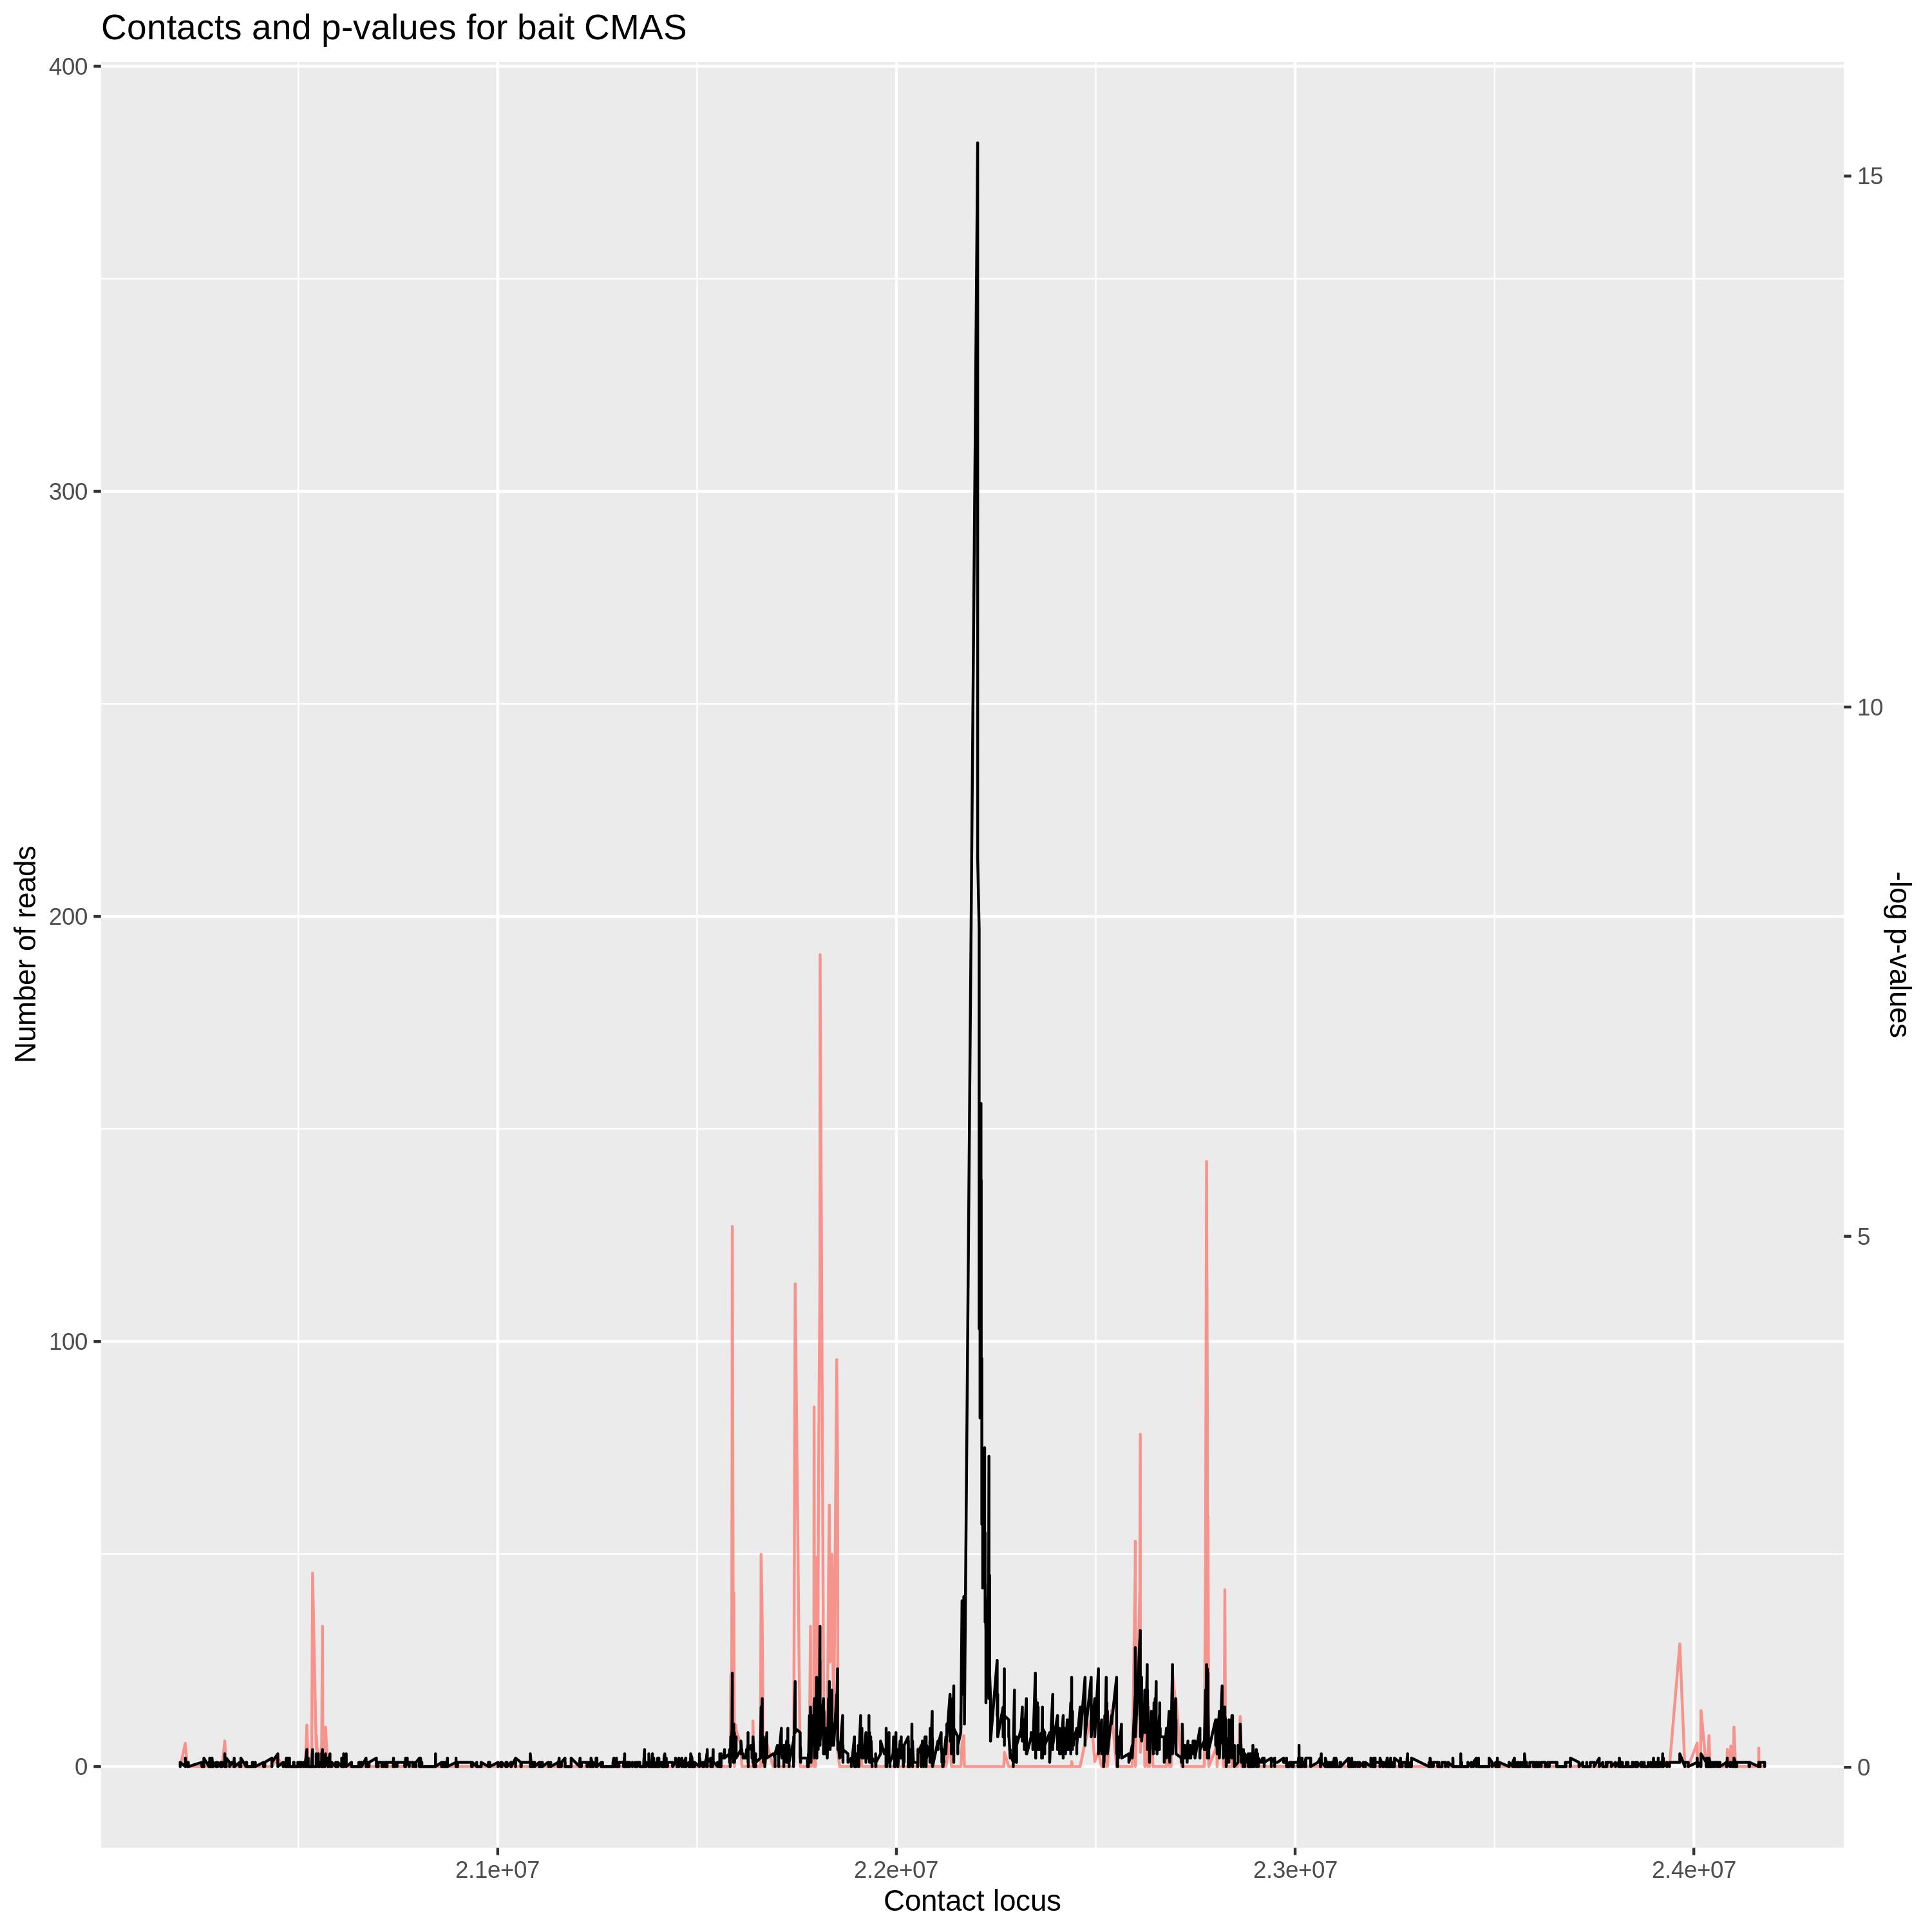 Contacts and p-values for bait CMAS
400
300
200
100
0
Number of reads
15
10
5
0
-log p-values
2.1e+07
2.2e+07
2.3e+07
2.4e+07
Contact locus